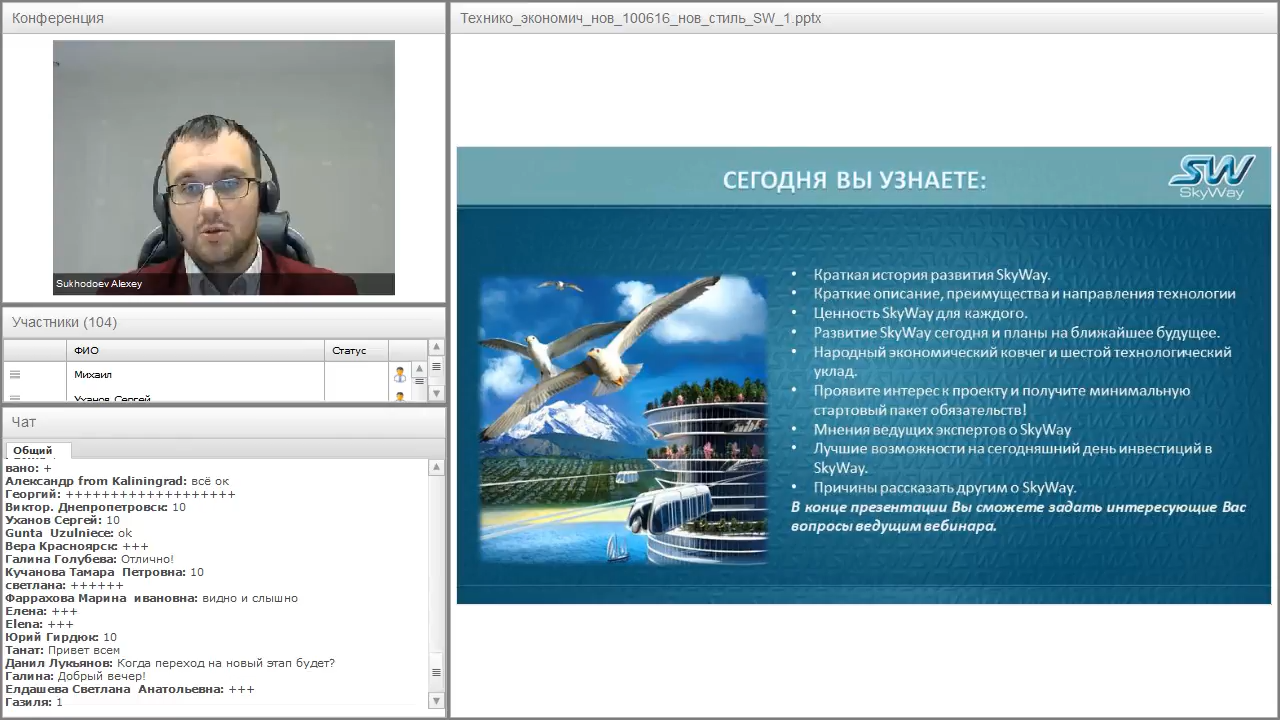 Конференция
Sukhodoev Alexey
Участники (104)
ФИО
Статус
Михаил
Уханов Сергей
Чат
Общий
вано: +
Александр from Kaliningrad: всё ок
Георгий: +++++++++++++++++++
Виктор. Днепропетровск: 10
Уханов Сергей: 10
Gunta Uzulniece: ok
Вера Красноярск: +++
Галина Голубева: Отлично!
Кучанова Тамара Петровна: 10
светлана: ++++++
Фаррахова Марина ивановна: видно и слышно
Елена: +++
Elena: +++
Юрий Гирдюк: 10
Танат: Привет всем
Данил Лукьянов: Когда переход на новый этап будет?
Галина: Добрый вечер!
Елдашева Светлана Анатольевна: +++
Газиля: 1
Технико_экономич_нов_100616_нов_стиль_SW_1.pptx
СЕГОДНЯ ВЫ УЗНАЕТЕ:
SW
SkyWay
• Краткая история развития SkyWay.
• Краткие описание, преимущества и направления технологии
• Ценность SkyWay для каждого.
• Развитие SkyWay сегодня и планы на ближайшее будущее.
• Народный экономический ковчег и шестой технологический
уклад.
• Проявите интерес к проекту и получите минимальную
стартовый пакет обязательств!
• Мнения ведущих экспертов о SkyWay
• Лучшие возможности на сегодняшний день инвестиций в
SkyWay.
• Причины рассказать другим о SkyWay.
В конце презентации Вы сможете задать интересующие Вас
вопросы ведущим вебинара.